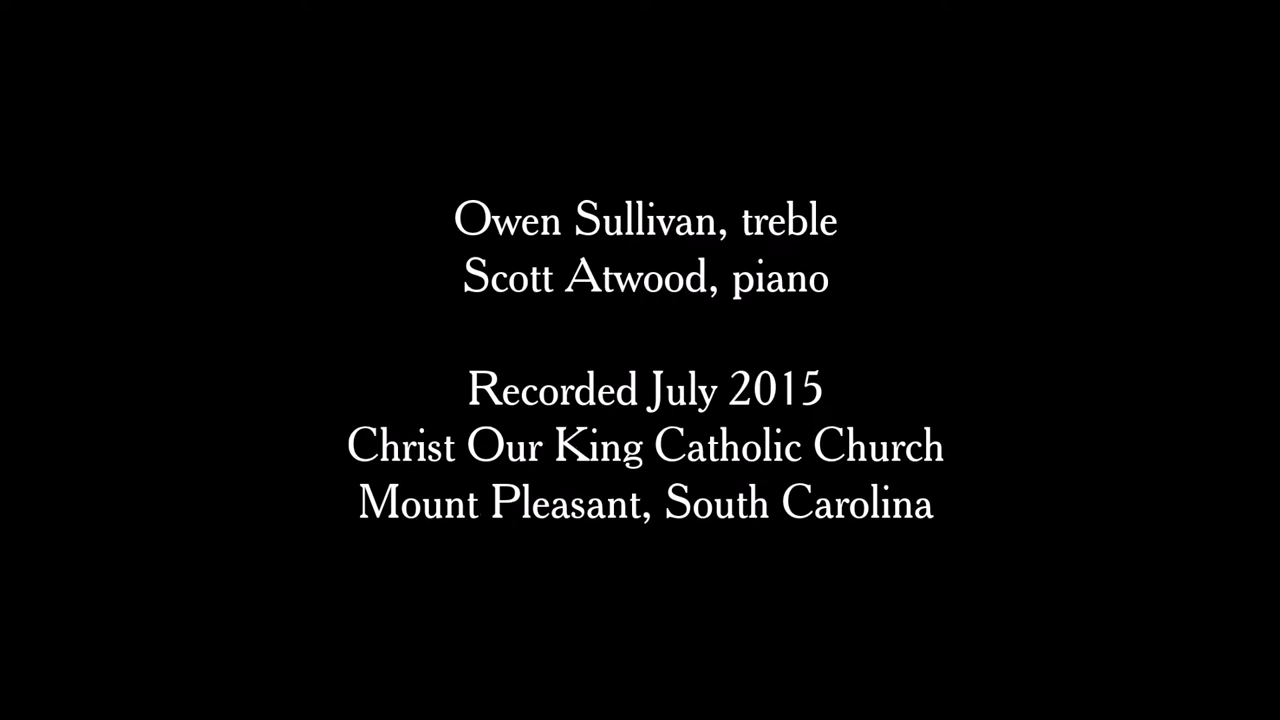 Owen Sullivan, treble
Scott Atwood, piano
Recorded July 2015
Christ Our King Catholic Church
Mount Pleasant, South Carolina